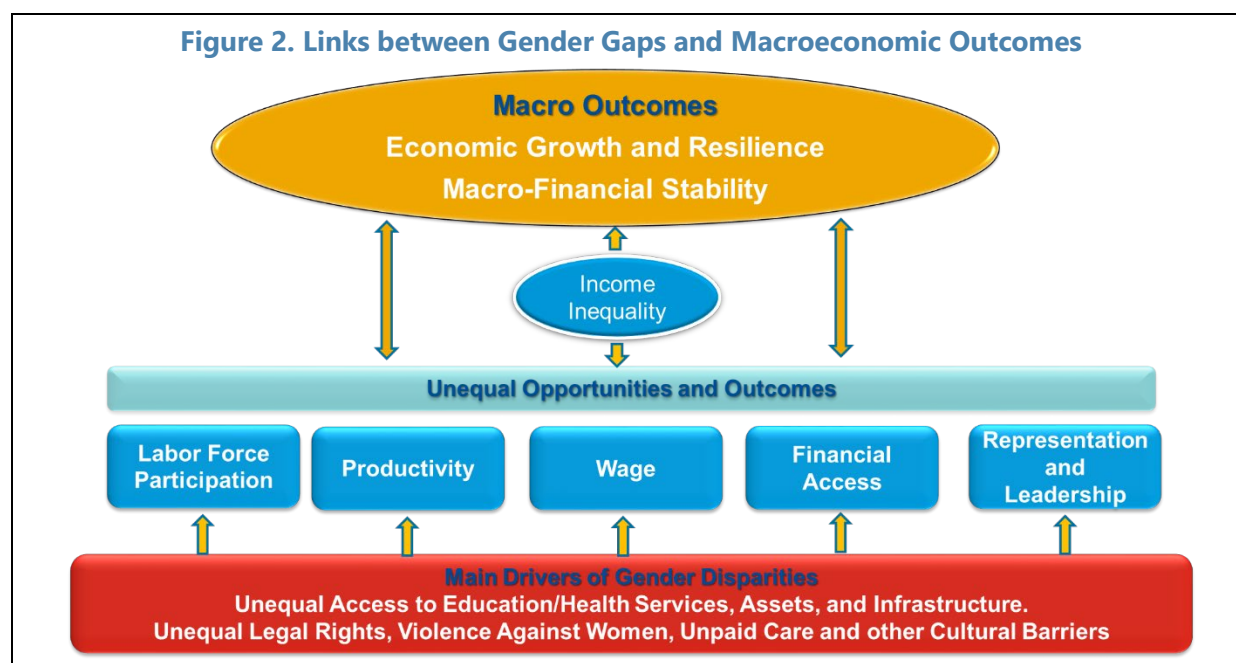 Figure 2. Links between Gender Gaps and Macroeconomic Outcomes
Macro Outcomes
Economic Growth and Resilience
Macro-Financial Stability
Income
Inequality
Unequal Opportunities and Outcomes
Labor Force
Participation
Productivity
Wage
Financial
Access
Representation
and
Leadership
Main Drivers of Gender Disparities
Unequal Access to Education/Health Services, Assets, and Infrastructure.
Unequal Legal Rights, Violence Against Women, Unpaid Care and other Cultural Barriers